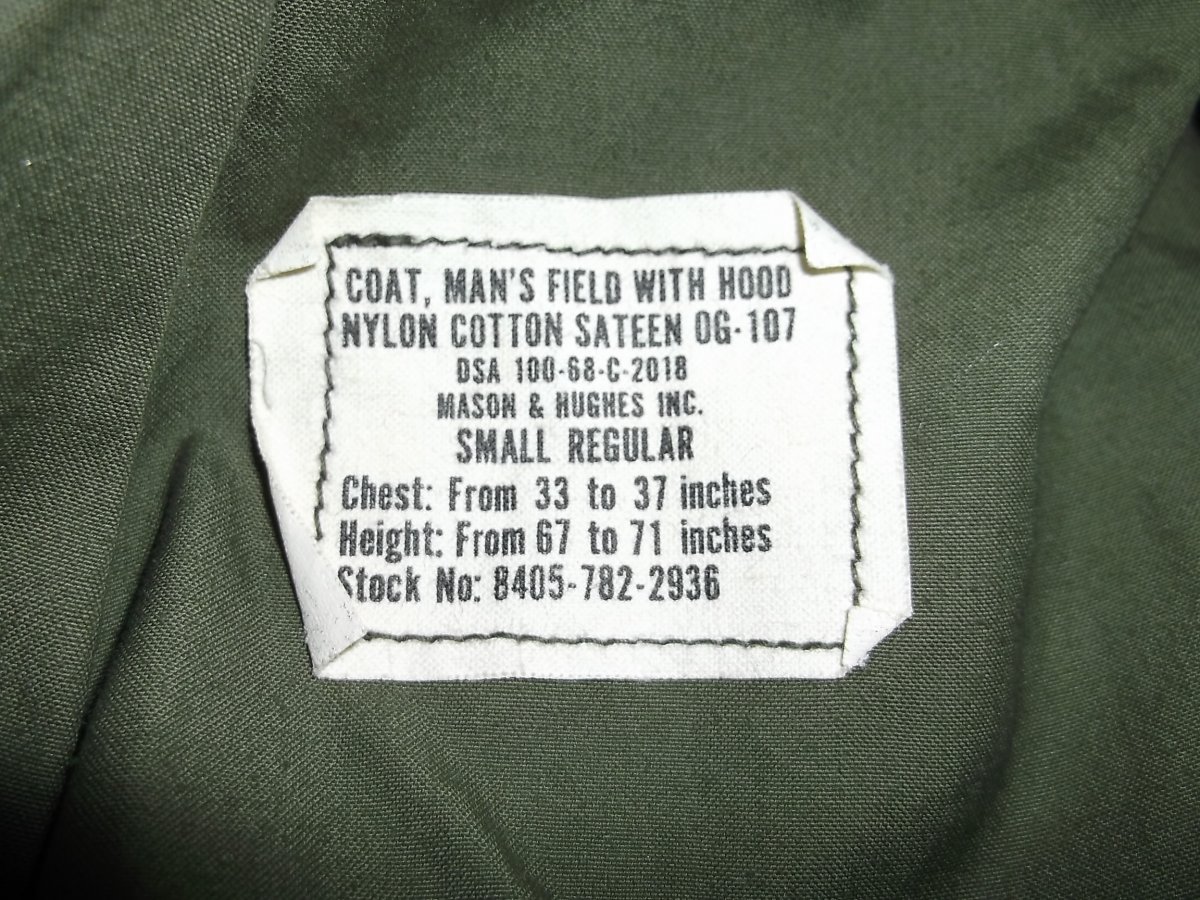 COAT, MAN'S FIELD WITH HOOD
NYLON COTTON SATEEN OG-107
DSA 100-68-C-2018
MASON & HUGHES INC.
SMALL REGULAR
Chest: From 33 to 37 inches
Height: From 67 to 71 inches
Stock No: 8405-782-2936